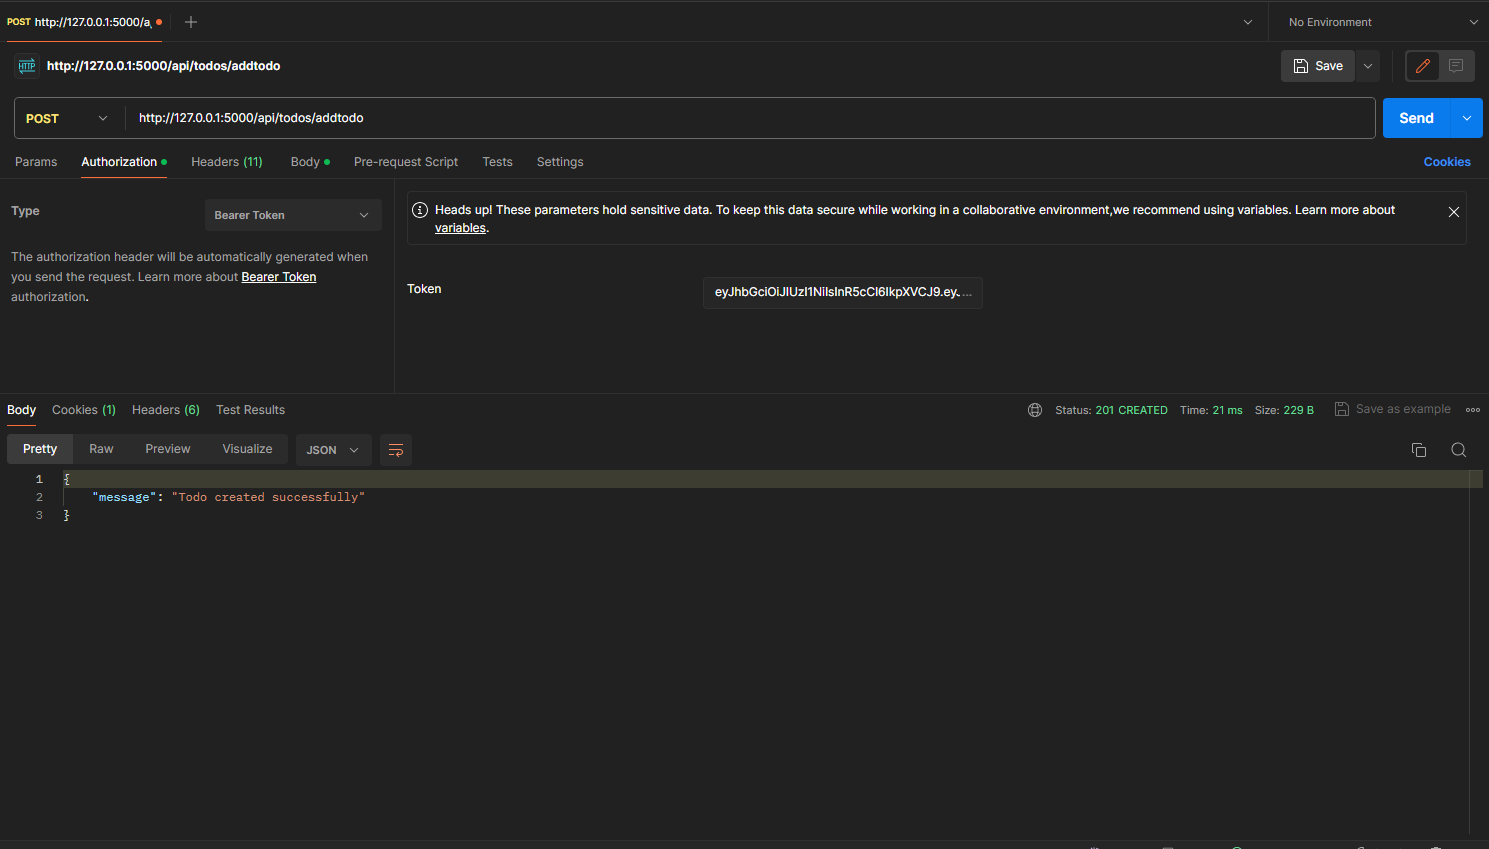 POST http://127.0.0.1:5000/a
No Environment
HTTP http://127.0.0.1:5000/api/todos/addtodo
Save
POST http://127.0.0.1:5000/api/todos/addtodo
Send
Params Authorization Headers (11) Body Pre-request Script Tests Settings Cookies
Type
Bearer Token
The authorization header will be automatically generated when
you send the request. Learn more about Bearer Token
authorization.
Heads up! These parameters hold sensitive data. To keep this data secure while working in a collaborative environment,we recommend using variables. Learn more about
variables.
Token
eyJhbGciOiJIUzI1NiIsInR5cCI6IkpXVCJ9.eyJ....
Body Cookies (1) Headers (6) Test Results
Status: 201 CREATED Time: 21 ms Size: 229 B Save as example
Pretty Raw Preview Visualize JSON
1 {
2 "message": "Todo created successfully"
3 }